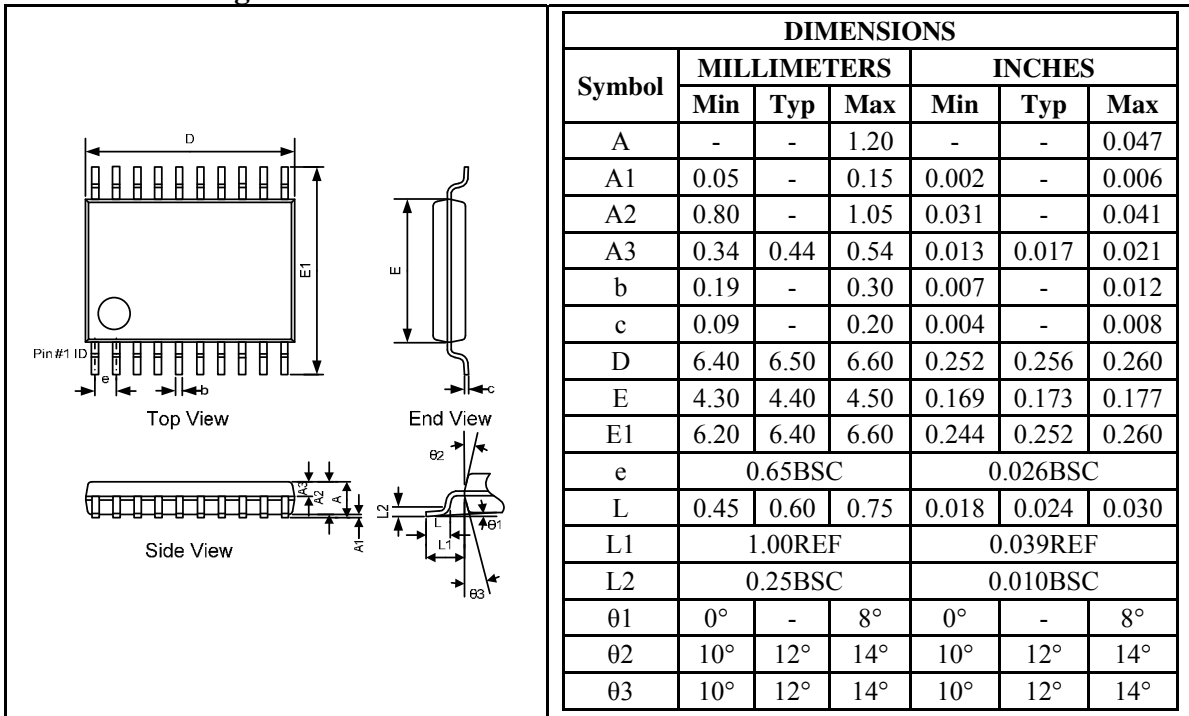 D
E1
E
Pin #1 ID
e
b
c
Top View
End View
θ2
A3
A2
A
A1
Side View
L2
L
L1
θ1
θ3
DIMENSIONS
Symbol MILLIMETERS INCHES
Min Typ Max Min Typ Max
A - - 1.20 - - 0.047
A1 0.05 - 0.15 0.002 - 0.006
A2 0.80 - 1.05 0.031 - 0.041
A3 0.34 0.44 0.54 0.013 0.017 0.021
b 0.19 - 0.30 0.007 - 0.012
c 0.09 - 0.20 0.004 - 0.008
D 6.40 6.50 6.60 0.252 0.256 0.260
E 4.30 4.40 4.50 0.169 0.173 0.177
E1 6.20 6.40 6.60 0.244 0.252 0.260
e 0.65BSC 0.026BSC
L 0.45 0.60 0.75 0.018 0.024 0.030
L1 1.00REF 0.039REF
L2 0.25BSC 0.010BSC
θ1 0° - 8° 0° - 8°
θ2 10° 12° 14° 10° 12° 14°
θ3 10° 12° 14° 10° 12° 14°